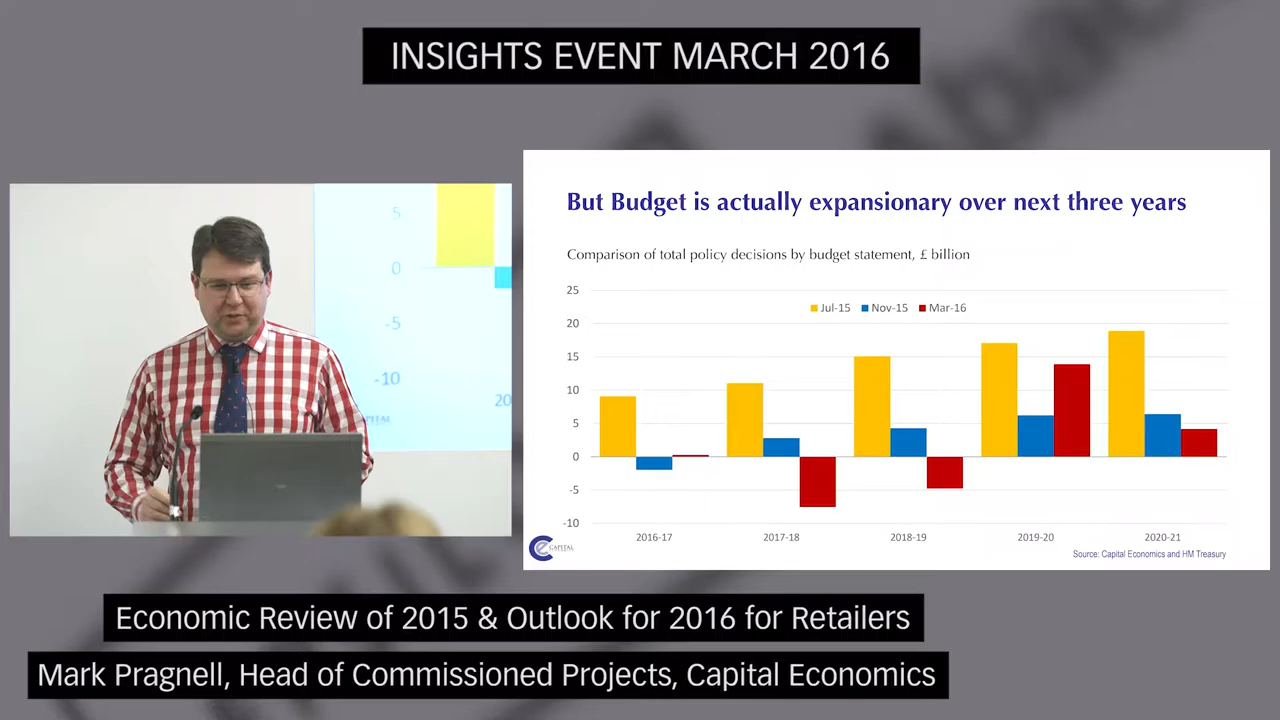 INSIGHTS EVENT MARCH 2016
5
0
-5
-10
20
But Budget is actually expansionary over next three years
Comparison of total policy decisions by budget statement, £ billion
Jul-15 Nov-15 Mar-16
25
20
15
10
5
0
-5
-10
2016-17 2017-18 2018-19 2019-20 2020-21
CAPITAL
Source: Capital Economics and HM Treasury
Economic Review of 2015 & Outlook for 2016 for Retailers
Mark Pragnell, Head of Commissioned Projects, Capital Economics